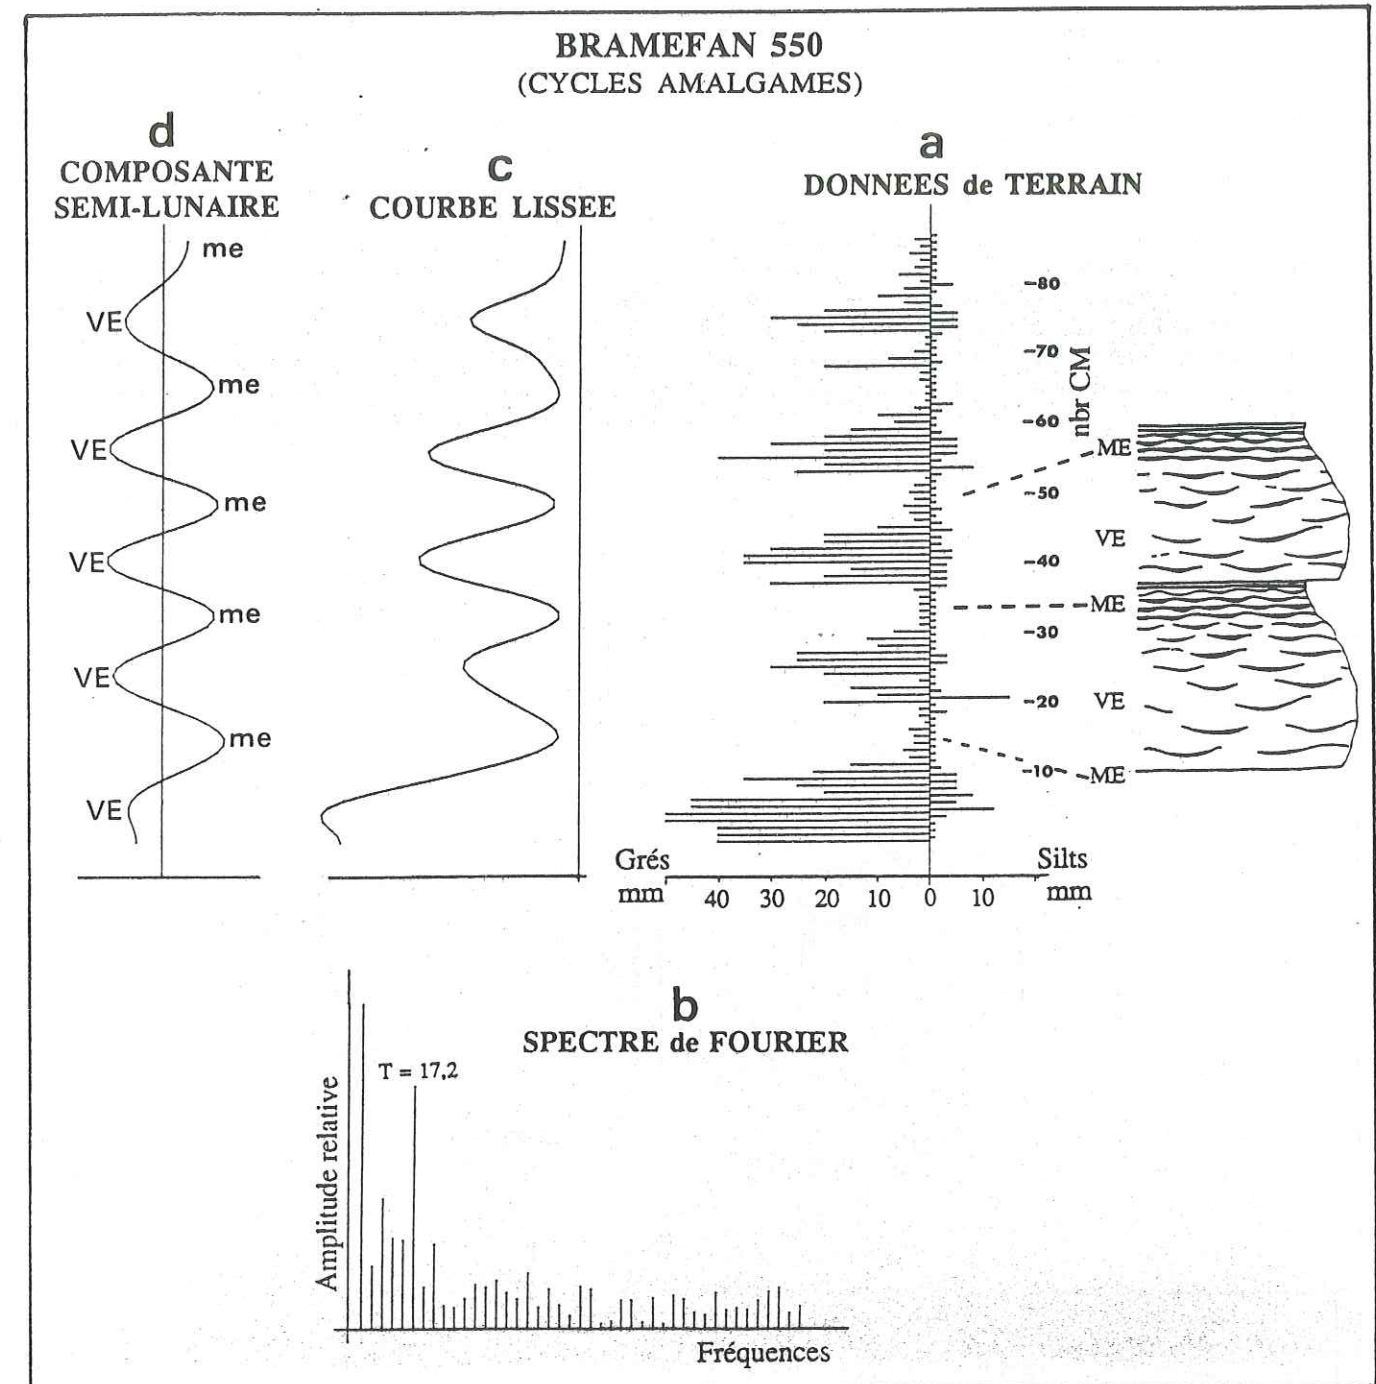 BRAMEFAN 550
(CYCLES AMALGAMES)
d
COMPOSANTE
SEMI-LUNAIRE
c
COURBE LISSEE
a
DONNEES de TERRAIN
me
VE
me
VE
me
VE
me
VE
me
VE
-80
-70
-60
-50
-40
-30
-20
-10
nbr CM
ME
VE
ME
VE
ME
Grés
mm
40 30 20 10 0 10
Silts
mm
b
SPECTRE de FOURIER
T = 17,2
Amplitude relative
Fréquences